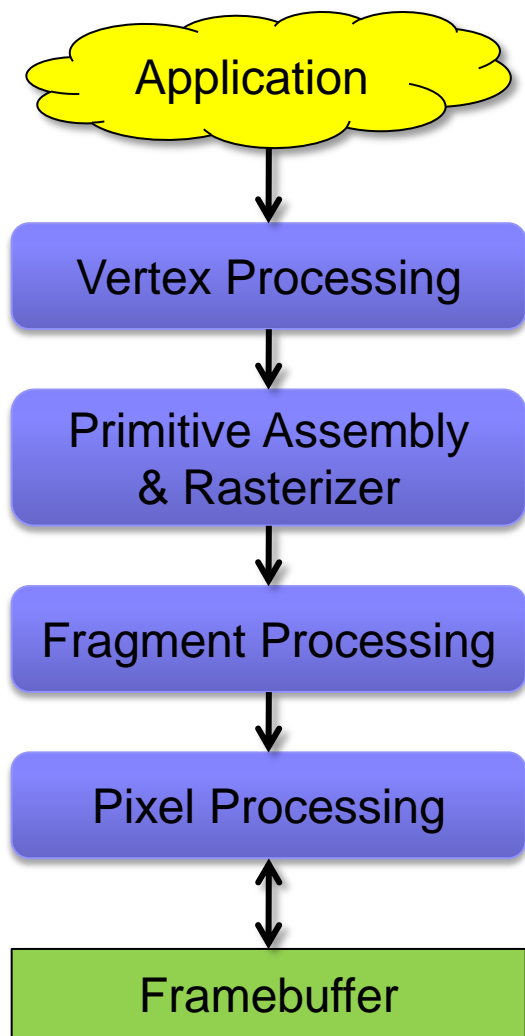 Application
Vertex Processing
Primitive Assembly
& Rasterizer
Fragment Processing
Pixel Processing
Framebuffer